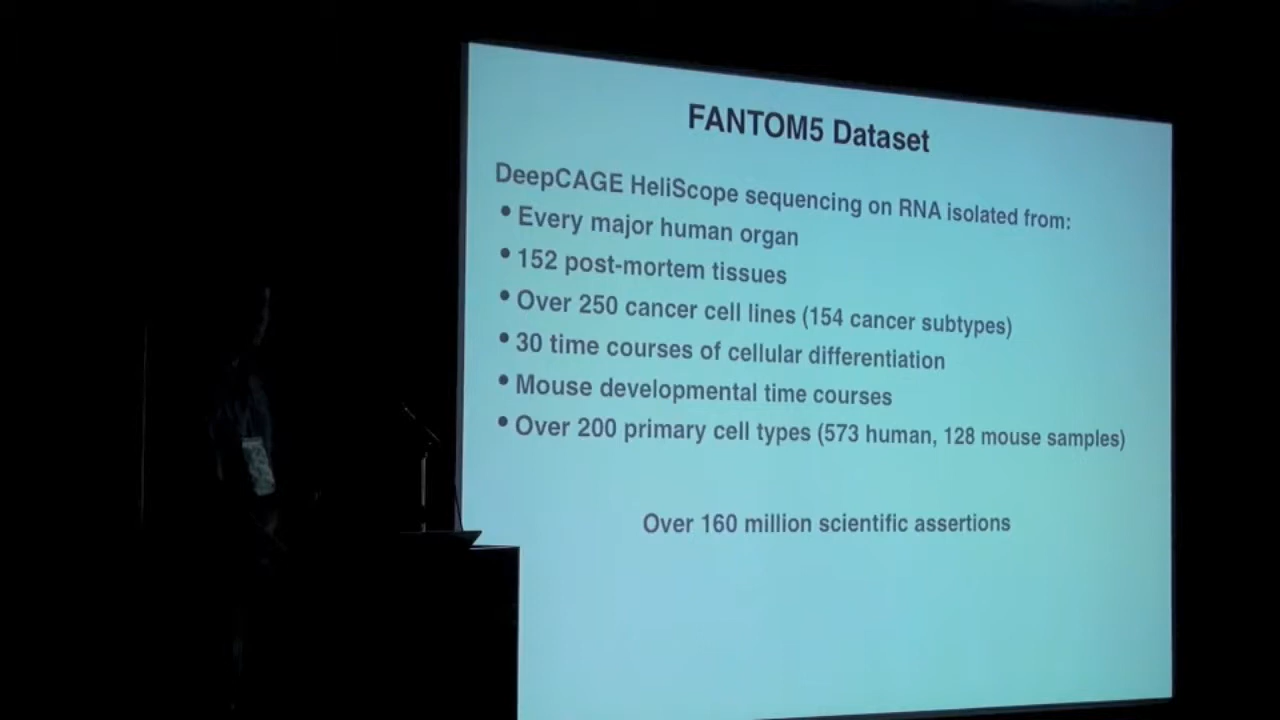 FANTOM5 Dataset
DeepCAGE HeliScope sequencing on RNA isolated from:
• Every major human organ
• 152 post-mortem tissues
• Over 250 cancer cell lines (154 cancer subtypes)
• 30 time courses of cellular differentiation
• Mouse developmental time courses
• Over 200 primary cell types (573 human, 128 mouse samples)
Over 160 million scientific assertions